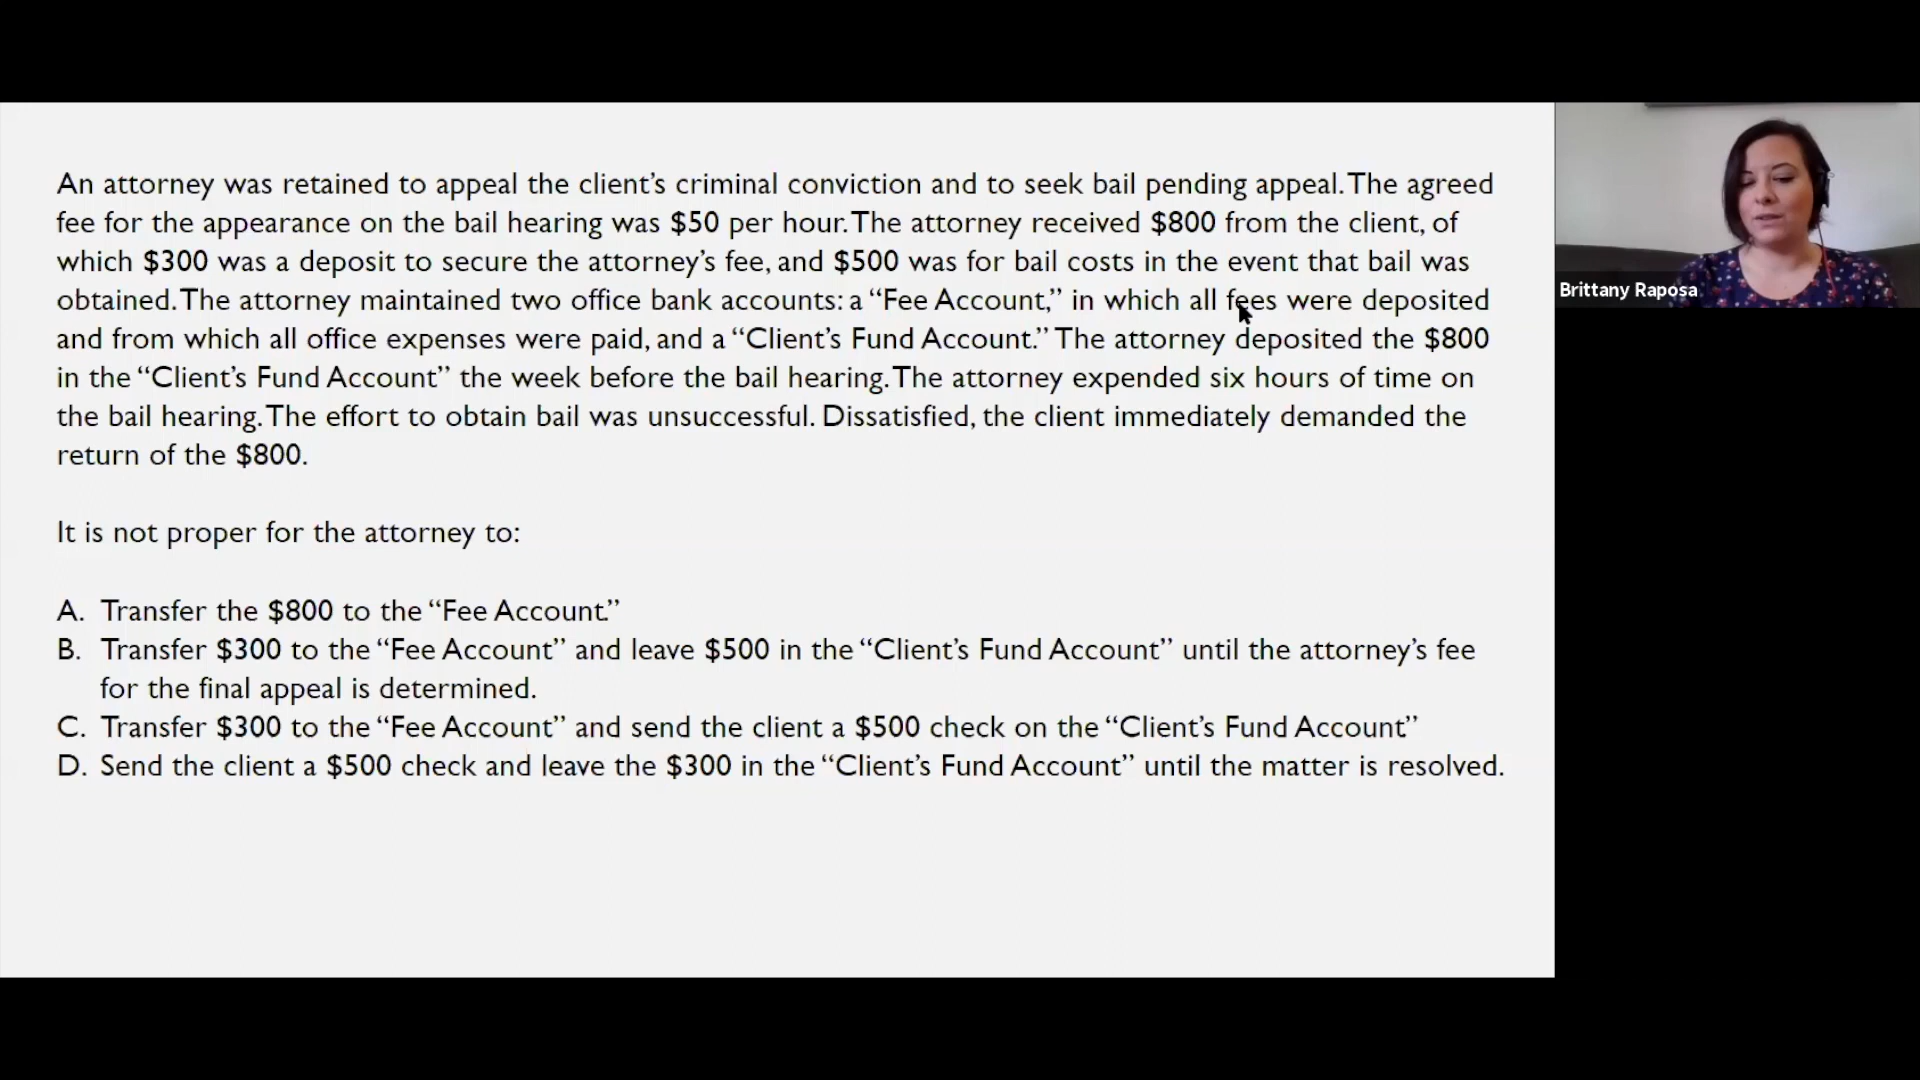 An attorney was retained to appeal the client’s criminal conviction and to seek bail pending appeal. The agreed
fee for the appearance on the bail hearing was $50 per hour. The attorney received $800 from the client, of
which $300 was a deposit to secure the attorney’s fee, and $500 was for bail costs in the event that bail was
obtained. The attorney maintained two office bank accounts: a “Fee Account,” in which all fees were deposited
and from which all office expenses were paid, and a “Client’s Fund Account.” The attorney deposited the $800
in the “Client’s Fund Account” the week before the bail hearing. The attorney expended six hours of time on
the bail hearing. The effort to obtain bail was unsuccessful. Dissatisfied, the client immediately demanded the
return of the $800.
It is not proper for the attorney to:
A. Transfer the $800 to the “Fee Account.”
B. Transfer $300 to the “Fee Account” and leave $500 in the “Client’s Fund Account” until the attorney’s fee
for the final appeal is determined.
C. Transfer $300 to the “Fee Account” and send the client a $500 check on the “Client’s Fund Account”
D. Send the client a $500 check and leave the $300 in the “Client’s Fund Account” until the matter is resolved.
Brittany Raposa